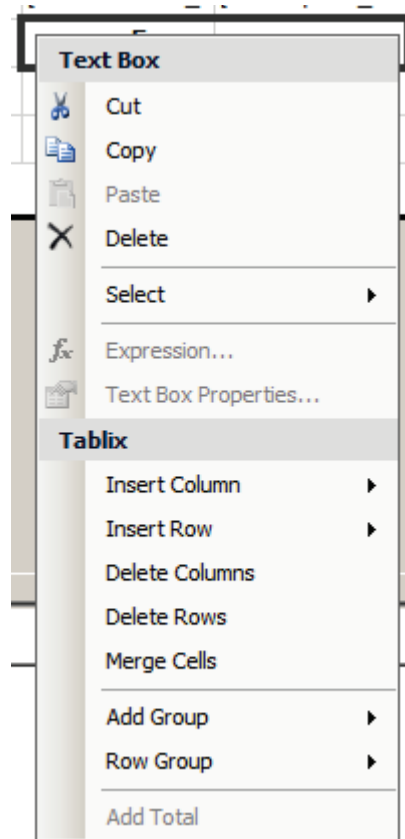 Text Box
Cut
Copy
Paste
Delete
Select
fx Expression...
Text Box Properties...
Tablix
Insert Column
Insert Row
Delete Columns
Delete Rows
Merge Cells
Add Group
Row Group
Add Total